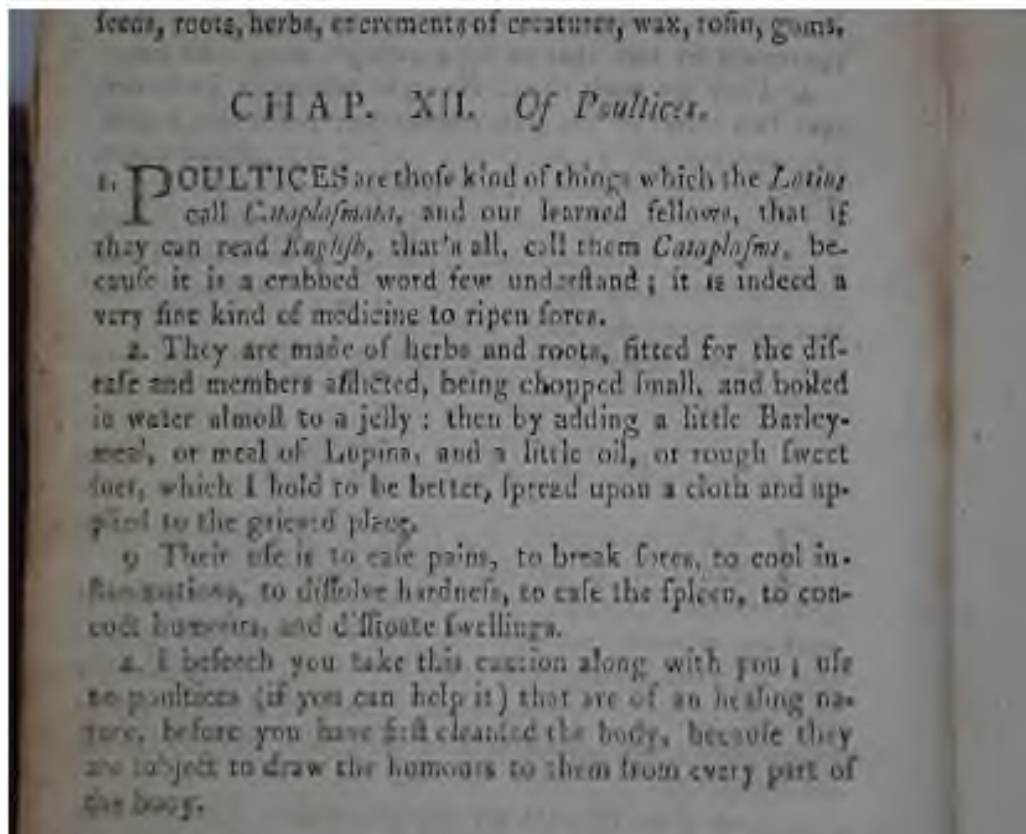 ſeeds, roots, herbs, excrements of creatures, wax, roſin, gums.
CHAP. XII. Of Poultices.
1. POULTICES are thoſe kind of things which the Latins
call Cataplaſmata, and our learned fellows, that if
they can read Engliſh, that's all, call them Cataplaſms, be-
cauſe it is a crabbed word few underſtand; it is indeed a
very fine kind of medicine to ripen ſores.
2. They are made of herbs and roots, fitted for the diſ-
eaſe and members afflicted, being chopped ſmall, and boiled
in water almoſt to a jelly: then by adding a little Barley-
meal, or meal of Lupins, and a little oil, or rough ſweet
ſuet, which I hold to be better, ſpread upon a cloth and ap-
plied to the grieved place.
Their uſe is to eaſe pains, to break ſores, to cool in-
flammations, to diſſolve hardneſs, to eaſe the ſpleen, to con-
coct humours, and diſſipate ſwellings.
4. I beſeech you take this caution along with you; uſe
no poultices (if you can help it) that are of an healing na-
ture, before you have firſt cleanſed the body, becauſe they
are ſubject to draw the humours to them from every part of
the body.